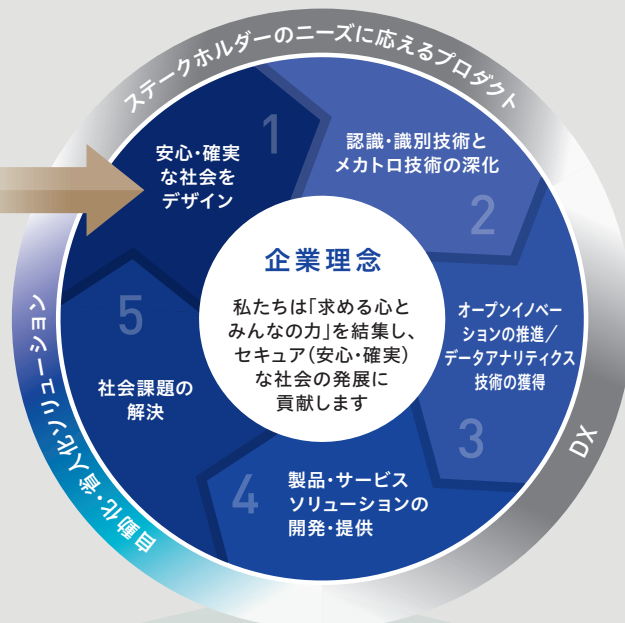 ステークホルダーのニーズに応えるプロダクト
1
安心・確実
な社会を
デザイン
認識・識別技術と
メカトロ技術の深化
2
企業理念
私たちは「求める心と
みんなの力」を結集し、
セキュア(安心・確実)
な社会の発展に
貢献します
オープンイノベー
ションの推進/
データアナリティクス
技術の獲得
3
DX
4
製品・サービス
ソリューションの
開発・提供
5
社会課題の
解決
自動化・省人化ソリューション